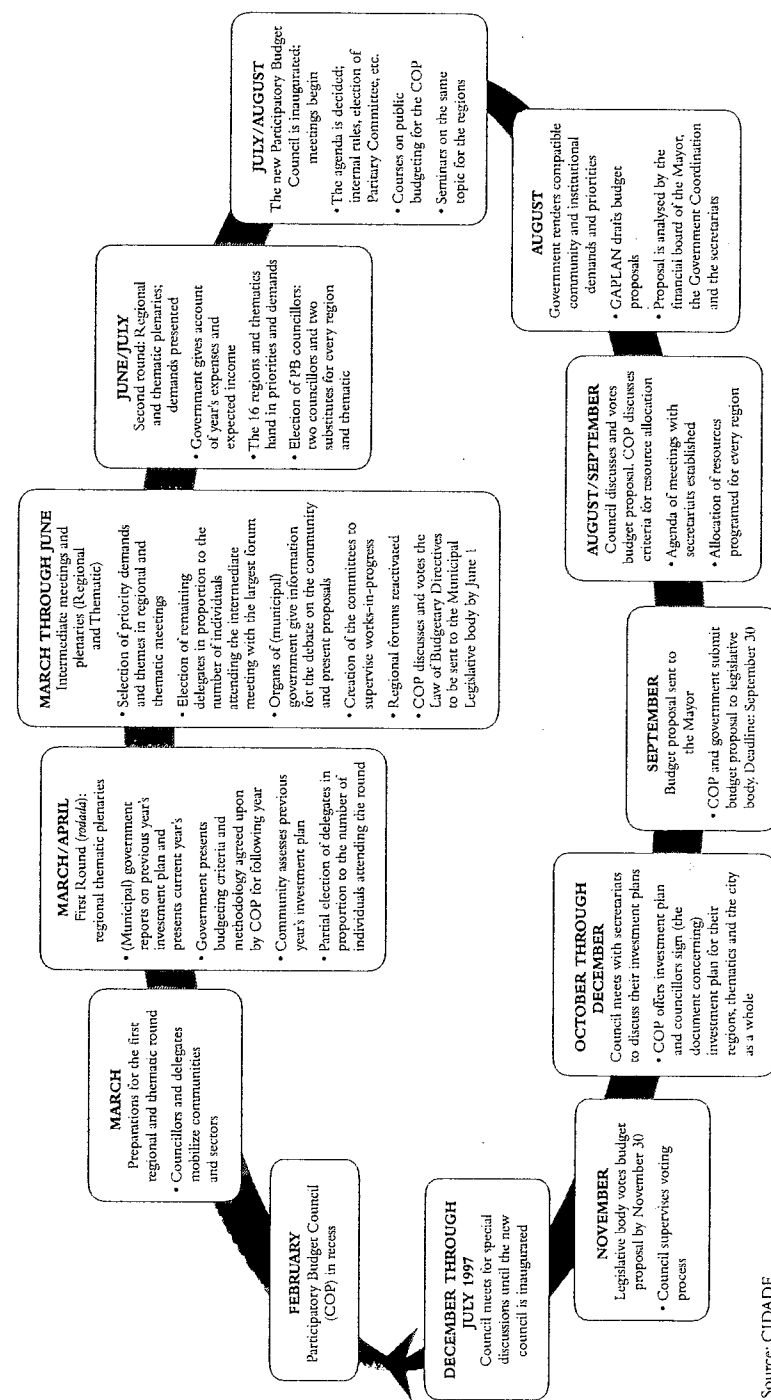 FEBRUARY
Participatory Budget Council
(COP) in recess
MARCH
Preparations for the first
regional and thematic round
• Councillors and delegates
mobilize communities
and sectors
MARCH/APRIL
First Round (rodada):
regional thematic plenaries
• (Municipal) government
reports on previous year's
investment plan and
presents current year's
• Government presents
budgeting criteria and
methodology agreed upon
by COP for following year
• Community assesses previous
year's investment plan
• Partial election of delegates in
proportion to the number of
individuals attending the round
MARCH THROUGH JUNE
Intermediate meetings and
plenaries (Regional
and Thematic)
• Selection of priority demands
and themes in regional and
thematic meetings
• Election of remaining
delegates in proportion to the
number of individuals
attending the intermediate
meeting with the largest forum
• Organs of (municipal)
government give information
for the debate on the community
and present proposals
• Creation of the committees to
supervise works-in-progress
• Regional forums reactivated
• COP discusses and votes the
Law of Budgetary Directives
to be sent to the Municipal
Legislative body by June 1
JUNE/JULY
Second round: Regional
and thematic plenaries;
demands presented
• Government gives account
of year's expenses and
expected income
• The 16 regions and thematics
hand in priorities and demands
• Election of PB councillors:
two councillors and two
substitutes for every region
and thematic
JULY/AUGUST
The new Participatory Budget
Council is inaugurated;
meetings begin
• The agenda is decided;
internal rules, election of
Paritary Committee, etc.
• Courses on public
budgeting for the COP
• Seminars on the same
topic for the regions
AUGUST
Government renders compatible
community and institutional
demands and priorities
• GAPLAN drafts budget
proposals
• Proposal is analysed by the
financial board of the Mayor,
the Government Coordination
and the secretariats
AUGUST/SEPTEMBER
Council discusses and votes
budget proposal. COP discusses
criteria for resource allocation
• Agenda of meetings with
secretariats established
• Allocation of resources
programed for every region
SEPTEMBER
Budget proposal sent to
the Mayor
• COP and government submit
budget proposal to legislative
body. Deadline: September 30
OCTOBER THROUGH
DECEMBER
Council meets with secretariats
to discuss their investment plans
• COP offers investment plan
and councillors sign (the
document concerning)
investment plan for their
regions, thematics and the city
as a whole
NOVEMBER
Legislative body votes budget
proposal by November 30
• Council supervises voting
process
DECEMBER THROUGH
JULY 1997
Council meets for special
discussions until the new
council is inaugurated
Source: CIDADE